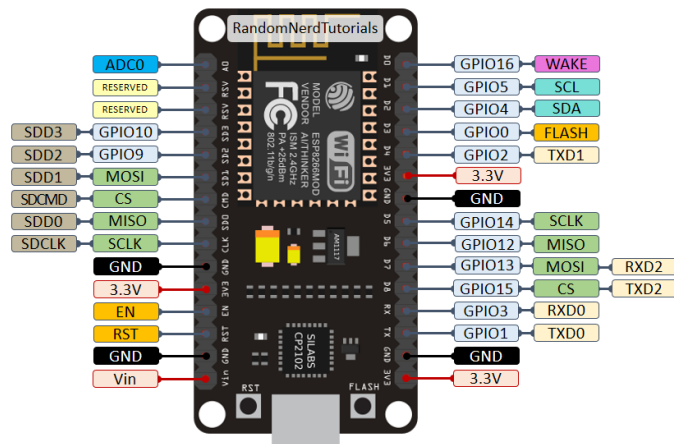 RandomNerdTutorials
ADC0 A0
RESERVED RSV
RESERVED RSV
SDD3 GPIO10 SD3
SDD2 GPIO9 SD2
SDD1 MOSI SD1
SDCMD CS CMD
SDD0 MISO SD0
SDCLK SCLK CLK
GND GND
3.3V 3V3
EN EN
RST RST
GND GND
Vin Vin
D0 GPIO16 WAKE
D1 GPIO5 SCL
D2 GPIO4 SDA
D3 GPIO0 FLASH
D4 GPIO2 TXD1
3V3 3.3V
GND GND
D5 GPIO14 SCLK
D6 GPIO12 MISO
D7 GPIO13 MOSI RXD2
D8 GPIO15 CS TXD2
RX GPIO3 RXD0
TX GPIO1 TXD0
GND GND
3V3 3.3V
MODEL ESP8266MOD
VENDOR AITHINKER
ISM 2.4GHz
PA +25dBm
802.11b/g/n
FC
WiFi
AM1117
SILABS
CP2102
RST
FLASH